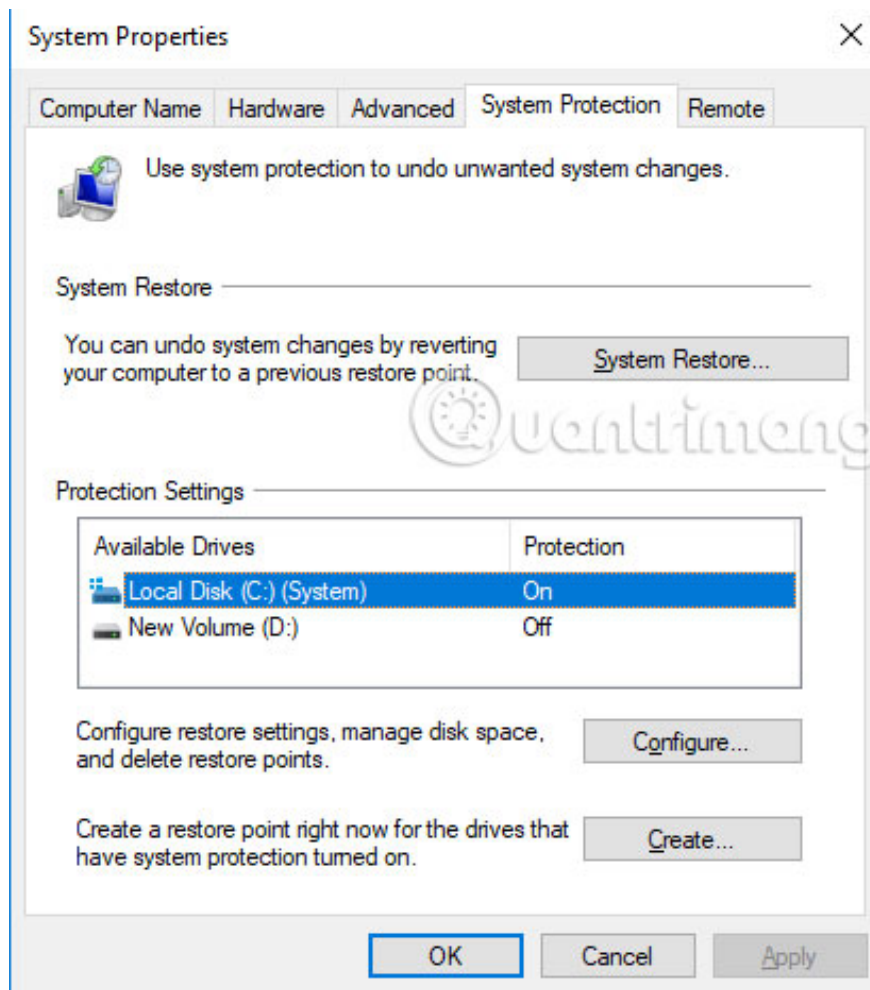 System Properties
Computer Name Hardware Advanced System Protection Remote
Use system protection to undo unwanted system changes.
System Restore
You can undo system changes by reverting
your computer to a previous restore point.
System Restore...
Quantrimang
Protection Settings
Available Drives Protection
Local Disk (C:) (System) On
New Volume (D:) Off
Configure restore settings, manage disk space,
and delete restore points.
Configure...
Create a restore point right now for the drives that
have system protection turned on.
Create...
OK Cancel Apply